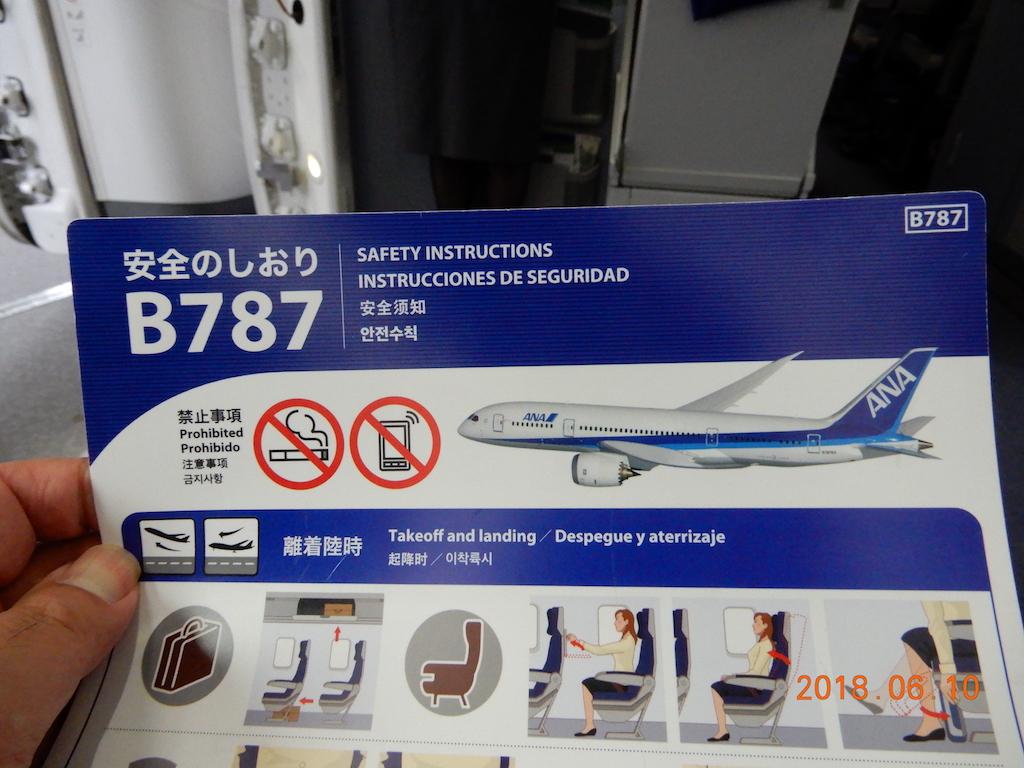 B787
安全のしおり
B787
SAFETY INSTRUCTIONS
INSTRUCCIONES DE SEGURIDAD
安全须知
안전수칙
禁止事項
Prohibited
Prohibido
注意事项
금지사항
ANA
ANA
離着陸時
Takeoff and landing／Despegue y aterrizaje
起降时／이착륙시
2018.06.10